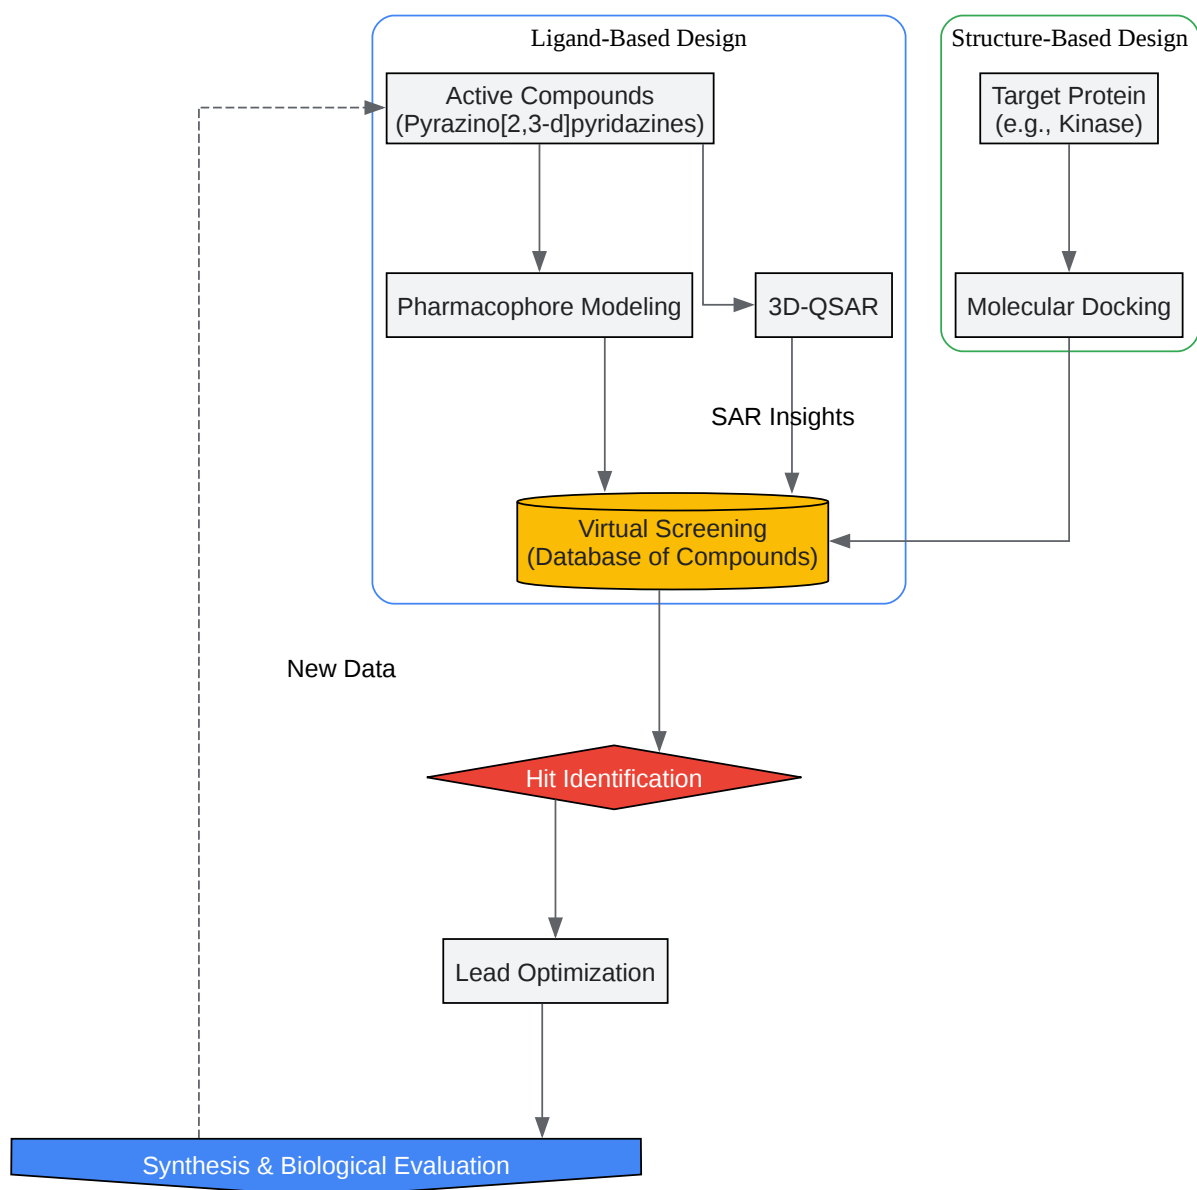 Ligand-Based Design
Structure-Based Design
Active Compounds
(Pyrazino[2,3-d]pyridazines)
Target Protein
(e.g., Kinase)
Pharmacophore Modeling
3D-QSAR
Molecular Docking
SAR Insights
Virtual Screening
(Database of Compounds)
New Data
Hit Identification
Lead Optimization
Synthesis & Biological Evaluation